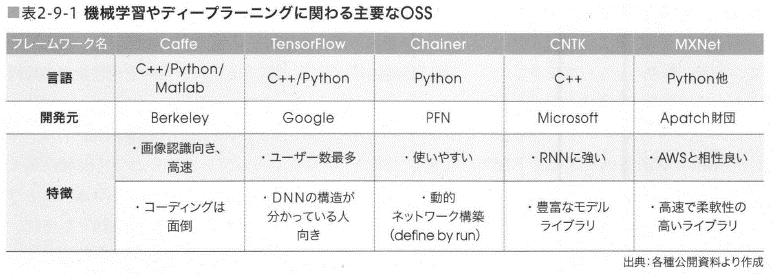 ■表2-9-1 機械学習やディープラーニングに関わる主要なOSS
フレームワーク名 Caffe TensorFlow Chainer CNTK MXNet
言語 C++/Python/Matlab C++/Python Python C++ Python他
開発元 Berkeley Google PFN Microsoft Apatch財団
特徴
・画像認識向き、高速 ・ユーザー数最多 ・使いやすい ・RNNに強い ・AWSと相性良い
・コーディングは面倒 ・DNNの構造が分かっている人向き ・動的ネットワーク構築(define by run) ・豊富なモデルライブラリ ・高速で柔軟性の高いライブラリ
出典：各種公開資料より作成